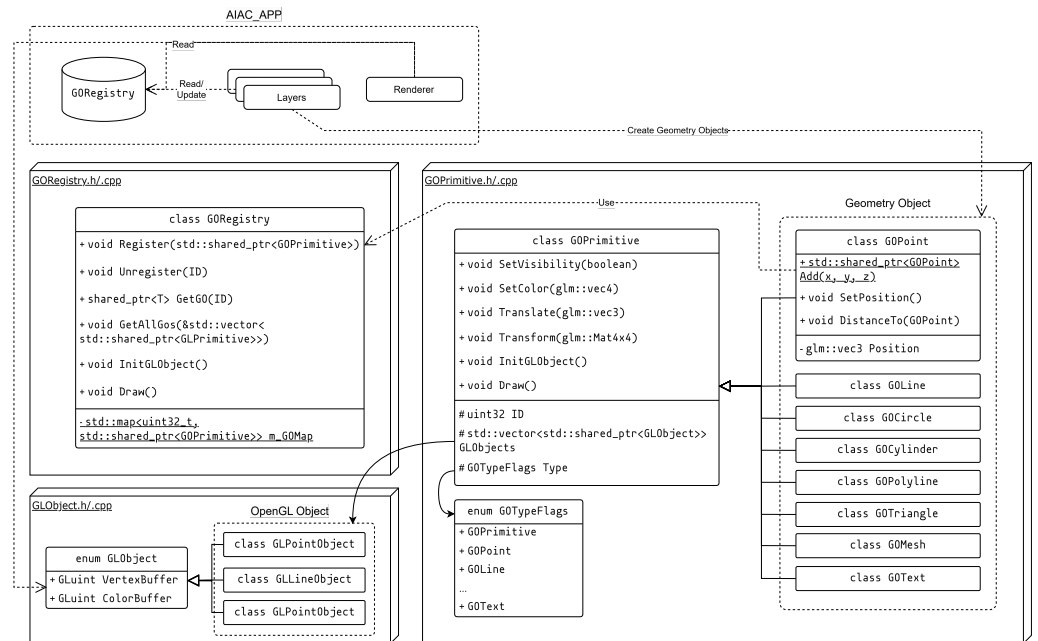 AIAC_APP
Read
GORegistry
Read/
Update
Layers
Renderer
Create Geometry Objects
GORegistry.h/.cpp
class GORegistry
+ void Register(std::shared_ptr<GOPrimitive>)
+ void Unregister(ID)
+ shared_ptr<T> GetGO(ID)
+ void GetAllGos(&std::vector<
std::shared_ptr<GLPrimitive>>)
+ void InitGLObject()
+ void Draw()
- std::map<uint32_t,
std::shared_ptr<GOPrimitive>> m_GOMap
GOPrimitive.h/.cpp
Use
class GOPrimitive
+ void SetVisibility(boolean)
+ void SetColor(glm::vec4)
+ void Translate(glm::vec3)
+ void Transform(glm::Mat4x4)
+ void InitGLObject()
+ void Draw()
# uint32 ID
# std::vector<std::shared_ptr<GLObject>>
GLObjects
# GOTypeFlags Type
enum GOTypeFlags
+ GOPrimitive
+ GOPoint
+ GOLine
...
+ GOText
Geometry Object
class GOPoint
+ std::shared_ptr<GOPoint>
Add(x, y, z)
+ void SetPosition()
+ void DistanceTo(GOPoint)
- glm::vec3 Position
class GOLine
class GOCircle
class GOCylinder
class GOPolyline
class GOTriangle
class GOMesh
class GOText
GLObject.h/.cpp
OpenGL Object
enum GLObject
+ GLuint VertexBuffer
+ GLuint ColorBuffer
class GLPointObject
class GLLineObject
class GLPointObject